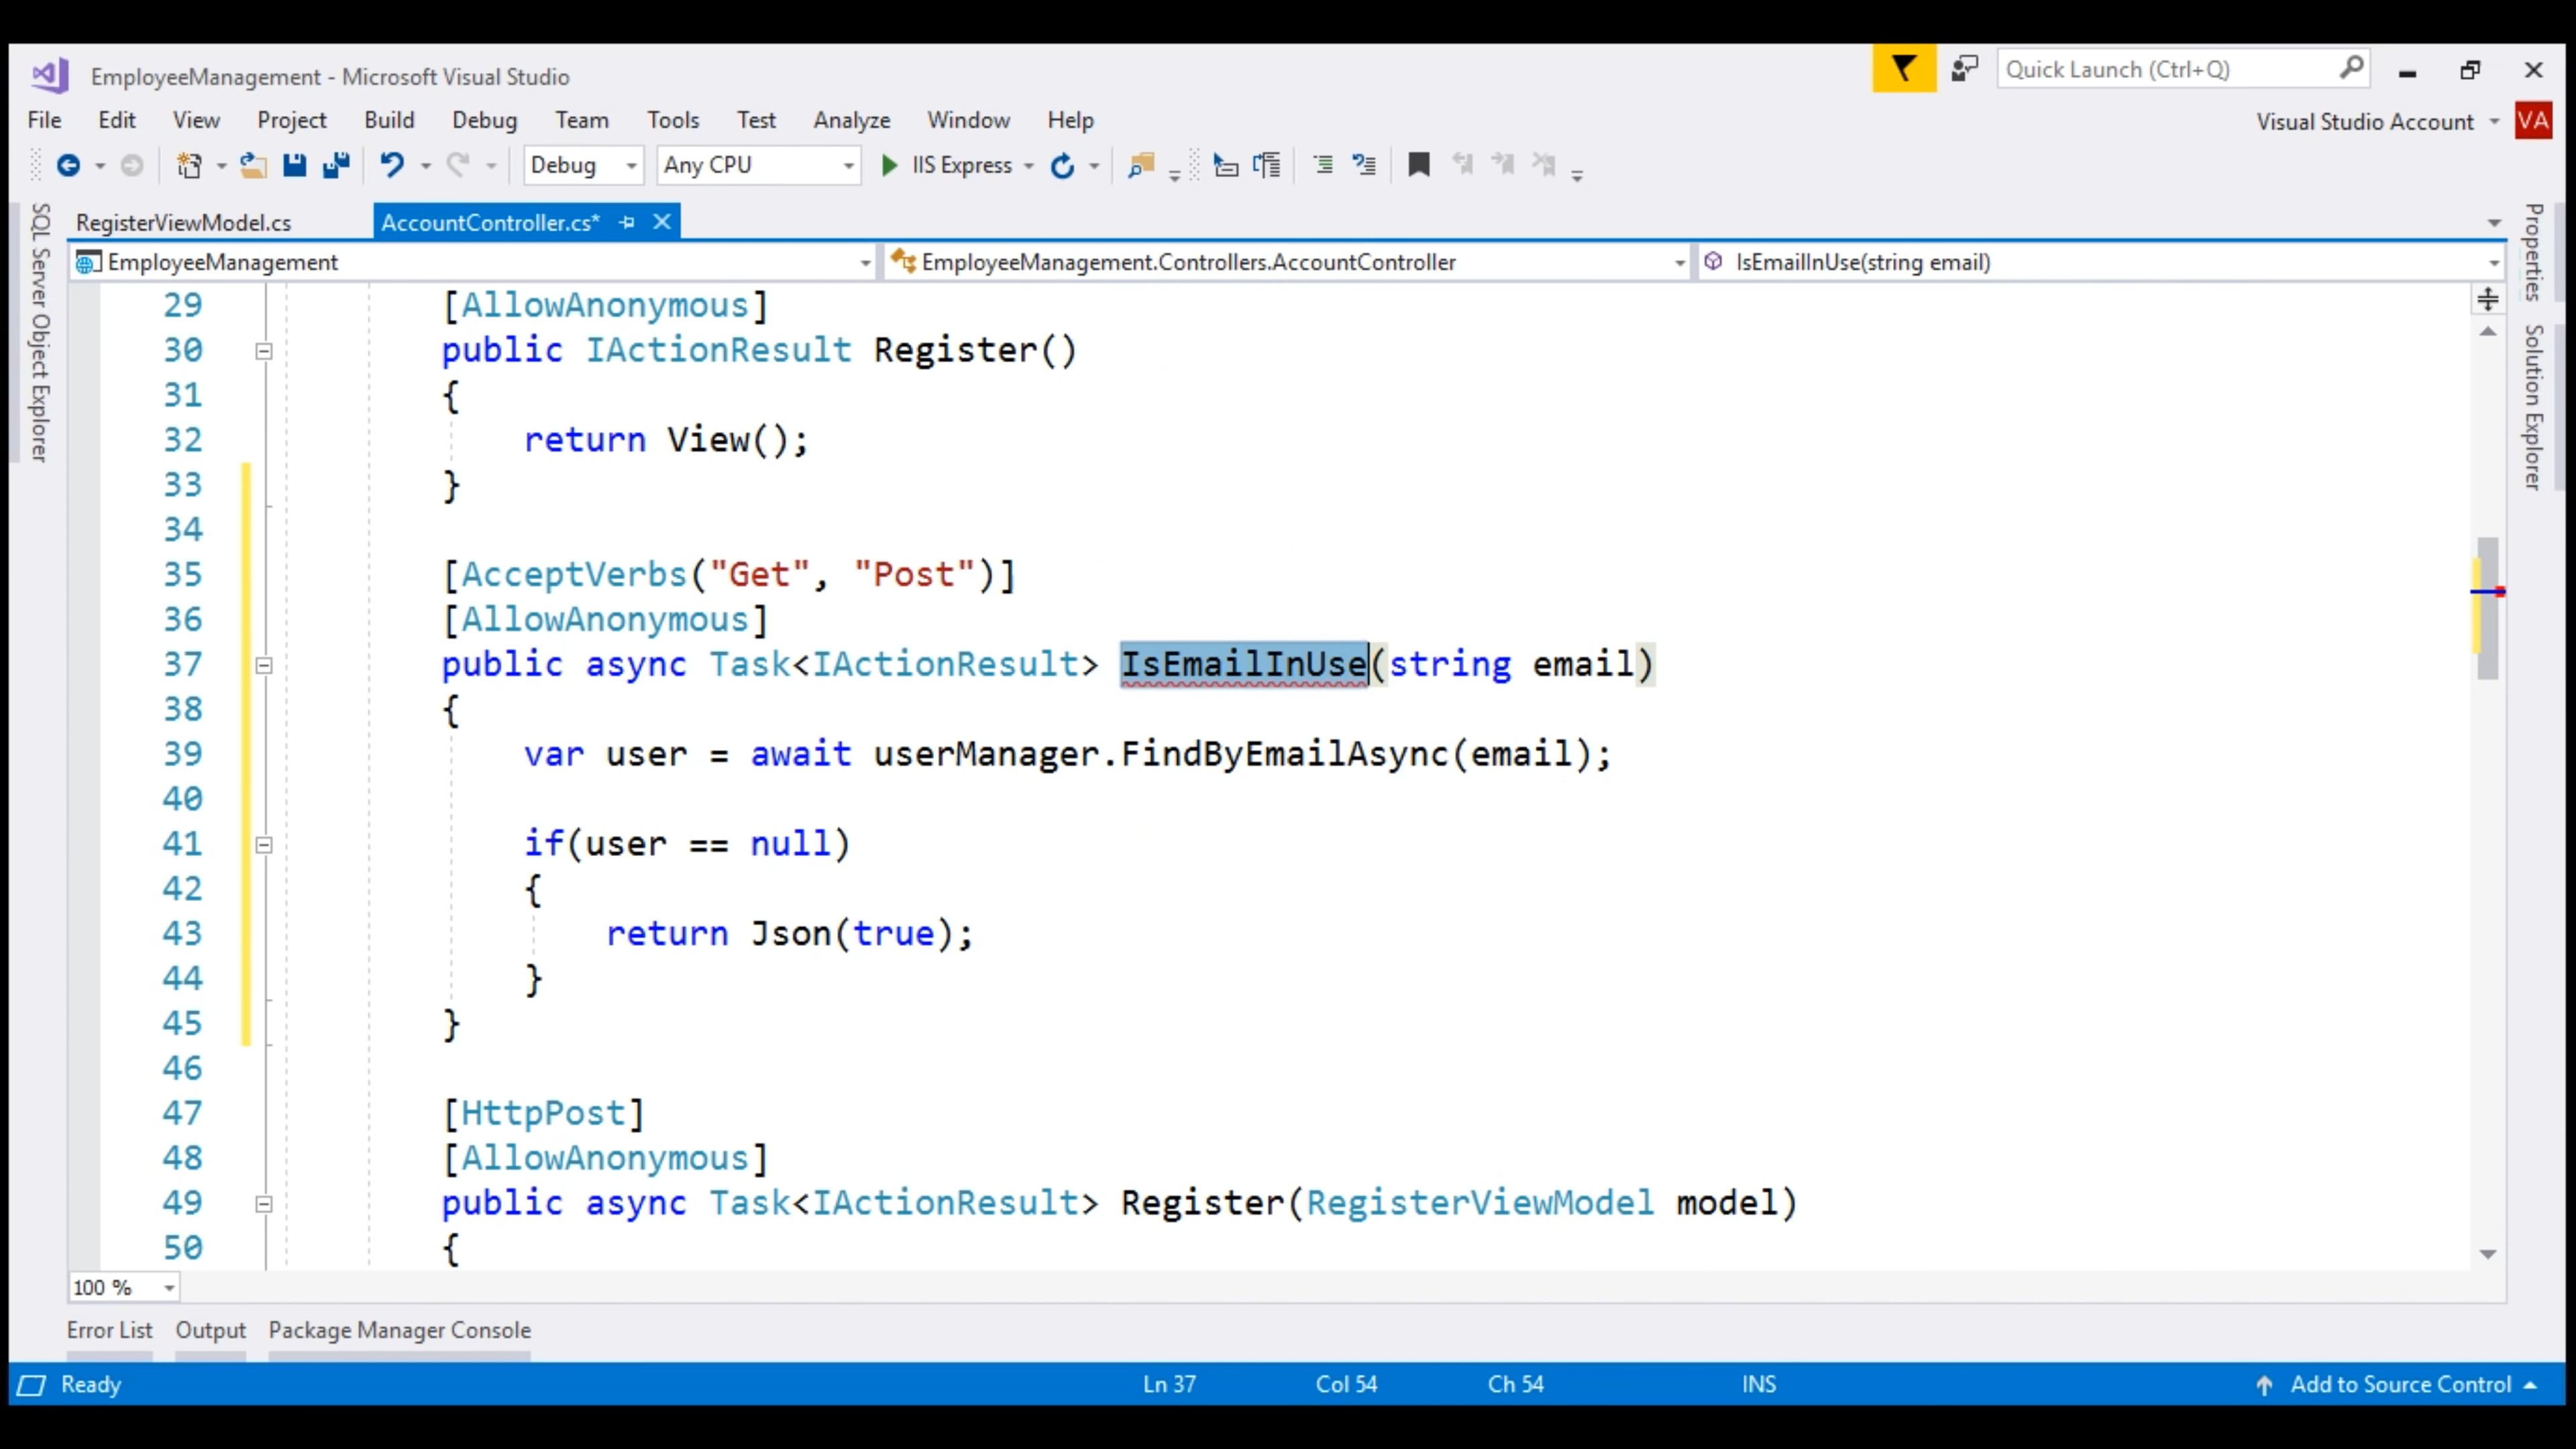 EmployeeManagement - Microsoft Visual Studio
Quick Launch (Ctrl+Q)
File Edit View Project Build Debug Team Tools Test Analyze Window Help
Visual Studio Account VA
Debug Any CPU IIS Express
SQL Server Object Explorer
RegisterViewModel.cs AccountController.cs*
Properties
Solution Explorer
EmployeeManagement EmployeeManagement.Controllers.AccountController IsEmailInUse(string email)
29 [AllowAnonymous]
30 public IActionResult Register()
31 {
32 return View();
33 }
34
35 [AcceptVerbs("Get", "Post")]
36 [AllowAnonymous]
37 public async Task<IActionResult> IsEmailInUse(string email)
38 {
39 var user = await userManager.FindByEmailAsync(email);
40
41 if(user == null)
42 {
43 return Json(true);
44 }
45 }
46
47 [HttpPost]
48 [AllowAnonymous]
49 public async Task<IActionResult> Register(RegisterViewModel model)
50 {
100 %
Error List Output Package Manager Console
Ready Ln 37 Col 54 Ch 54 INS Add to Source Control